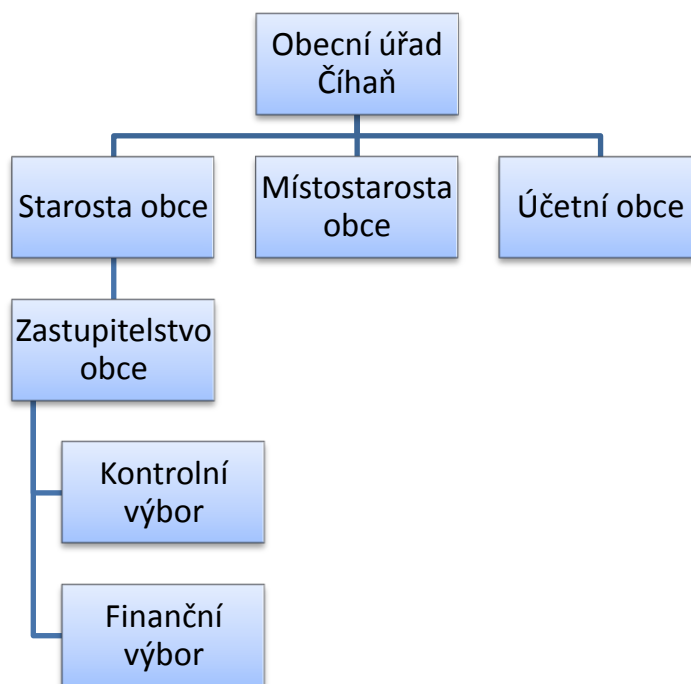 Obecní úřad
Číhaň
Starosta obce
Místostarosta
obce
Účetní obce
Zastupitelstvo
obce
Kontrolní
výbor
Finanční
výbor